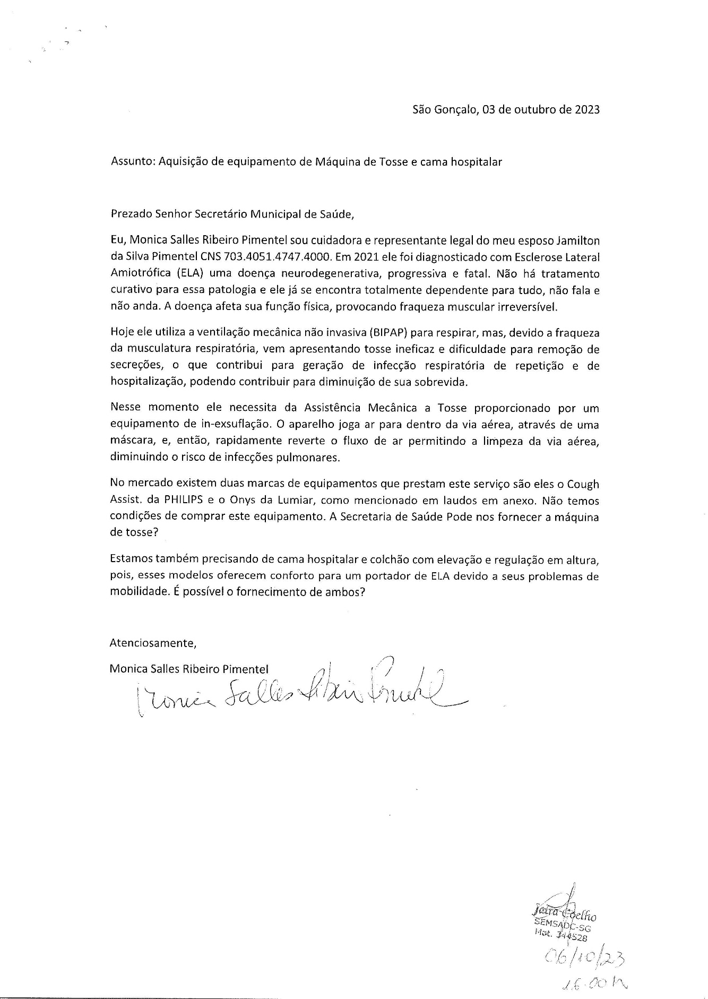 São Gonçalo, 03 de outubro de 2023
Assunto: Aquisição de equipamento de Máquina de Tosse e cama hospitalar
Prezado Senhor Secretário Municipal de Saúde,
Eu, Monica Salles Ribeiro Pimentel sou cuidadora e representante legal do meu esposo Jamilton
da Silva Pimentel CNS 703.4051.4747.4000. Em 2021 ele foi diagnosticado com Esclerose Lateral
Amiotrófica (ELA) uma doença neurodegenerativa, progressiva e fatal. Não há tratamento
curativo para essa patologia e ele já se encontra totalmente dependente para tudo, não fala e
não anda. A doença afeta sua função física, provocando fraqueza muscular irreversível.
Hoje ele utiliza a ventilação mecânica não invasiva (BIPAP) para respirar, mas, devido a fraqueza
da musculatura respiratória, vem apresentando tosse ineficaz e dificuldade para remoção de
secreções, o que contribui para geração de infecção respiratória de repetição e de
hospitalização, podendo contribuir para diminuição de sua sobrevida.
Nesse momento ele necessita da Assistência Mecânica a Tosse proporcionado por um
equipamento de in-exsuflação. O aparelho joga ar para dentro da via aérea, através de uma
máscara, e, então, rapidamente reverte o fluxo de ar permitindo a limpeza da via aérea,
diminuindo o risco de infecções pulmonares.
No mercado existem duas marcas de equipamentos que prestam este serviço são eles o Cough
Assist. da PHILIPS e o Onys da Lumiar, como mencionado em laudos em anexo. Não temos
condições de comprar este equipamento. A Secretaria de Saúde Pode nos fornecer a máquina
de tosse?
Estamos também precisando de cama hospitalar e colchão com elevação e regulação em altura,
pois, esses modelos oferecem conforto para um portador de ELA devido a seus problemas de
mobilidade. É possível o fornecimento de ambos?
Atenciosamente,
Monica Salles Ribeiro Pimentel
Monica Salles Ribeiro Pimentel
Coelho
SEMSADC-SG
Mat. 344528
06/10/23
16:00h